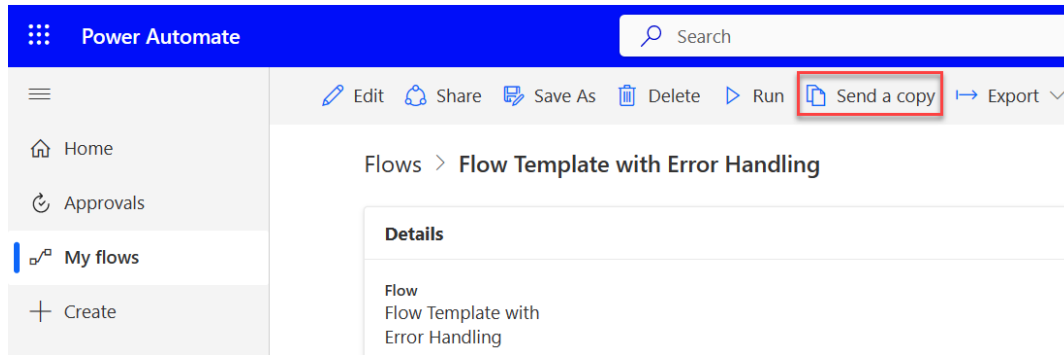 Power Automate
Search
Edit Share Save As Delete Run Send a copy Export
Home
Approvals
My flows
Create
Flows > Flow Template with Error Handling
Details
Flow
Flow Template with
Error Handling